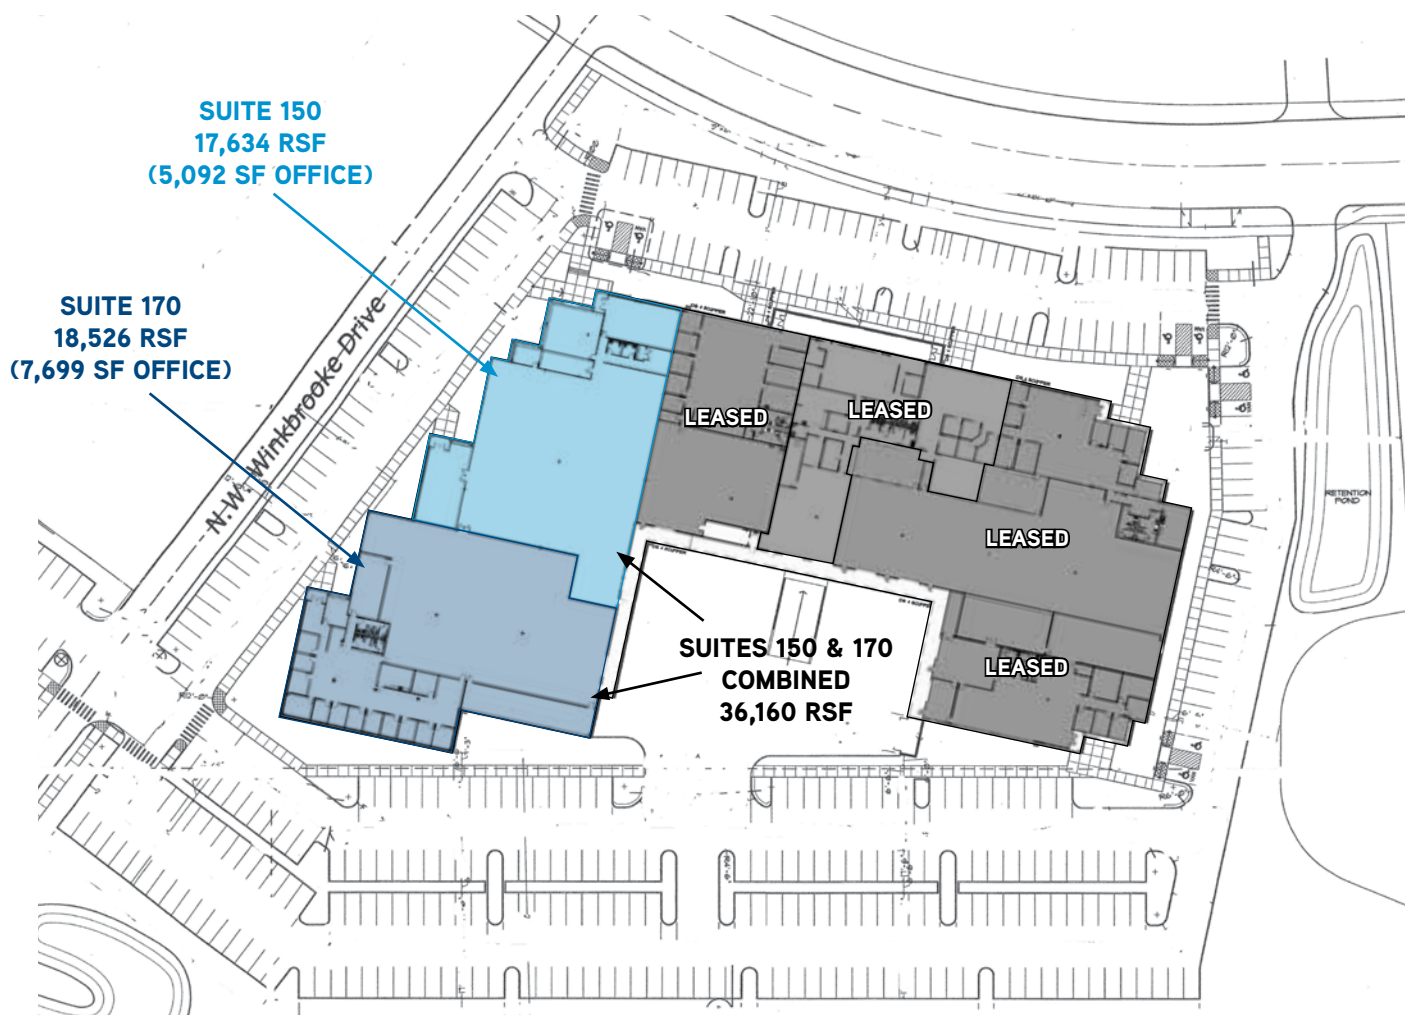 SUITE 150
17,634 RSF
(5,092 SF OFFICE)
SUITE 170
18,526 RSF
(7,699 SF OFFICE)
N.W. Winkbrooke Drive
LEASED
LEASED
LEASED
LEASED
SUITES 150 & 170
COMBINED
36,160 RSF
RETENTION
POND